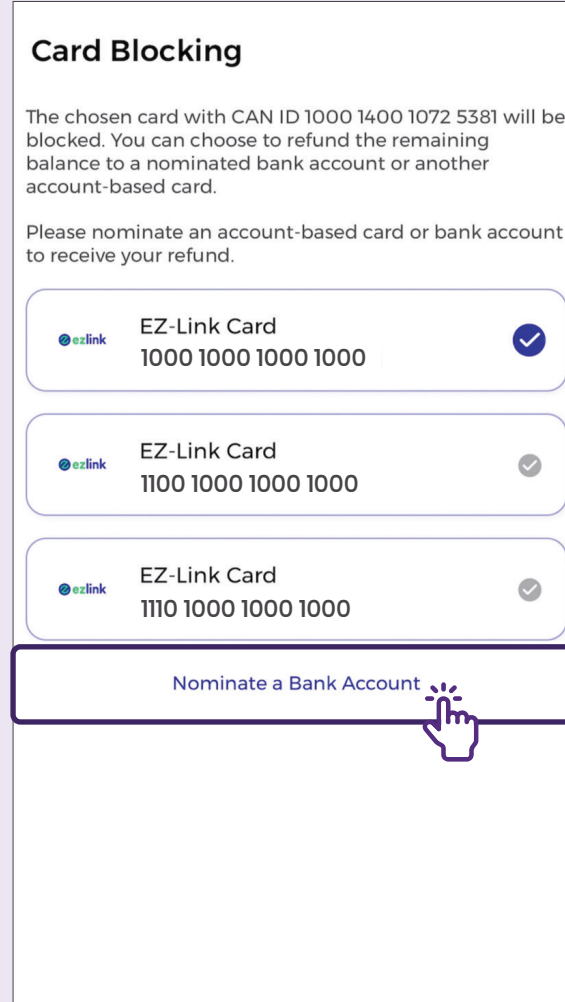 Card Blocking
The chosen card with CAN ID 1000 1400 1072 5381 will be
blocked. You can choose to refund the remaining
balance to a nominated bank account or another
account-based card.
Please nominate an account-based card or bank account
to receive your refund.
ezlink
EZ-Link Card
1000 1000 1000 1000
ezlink
EZ-Link Card
1100 1000 1000 1000
ezlink
EZ-Link Card
1110 1000 1000 1000
Nominate a Bank Account